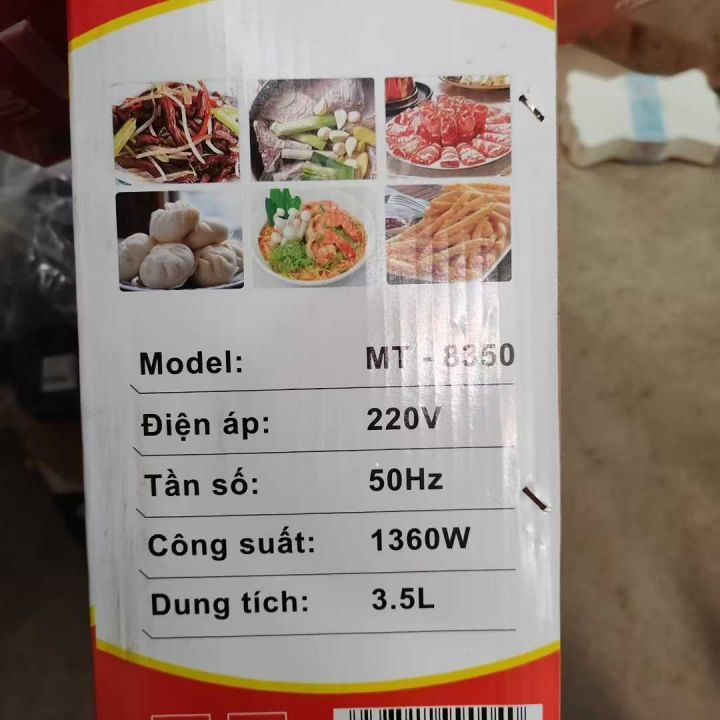 Model: MT - 8350
Điện áp: 220V
Tần số: 50Hz
Công suất: 1360W
Dung tích: 3.5L